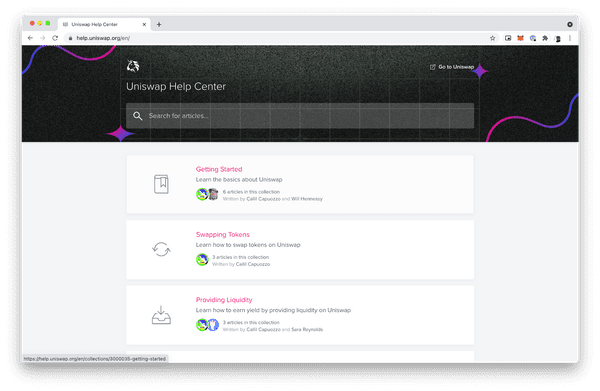 Uniswap Help Center
help.uniswap.org/en/
Go to Uniswap
Uniswap Help Center
Search for articles...
Getting Started
Learn the basics about Uniswap
6 articles in this collection
Written by Callil Capuozzo and Will Hennessy
Swapping Tokens
Learn how to swap tokens on Uniswap
3 articles in this collection
Written by Callil Capuozzo
Providing Liquidity
Learn how to earn yield by providing liquidity on Uniswap
3 articles in this collection
Written by Callil Capuozzo and Sara Reynolds
https://help.uniswap.org/en/collections/3000035-getting-started